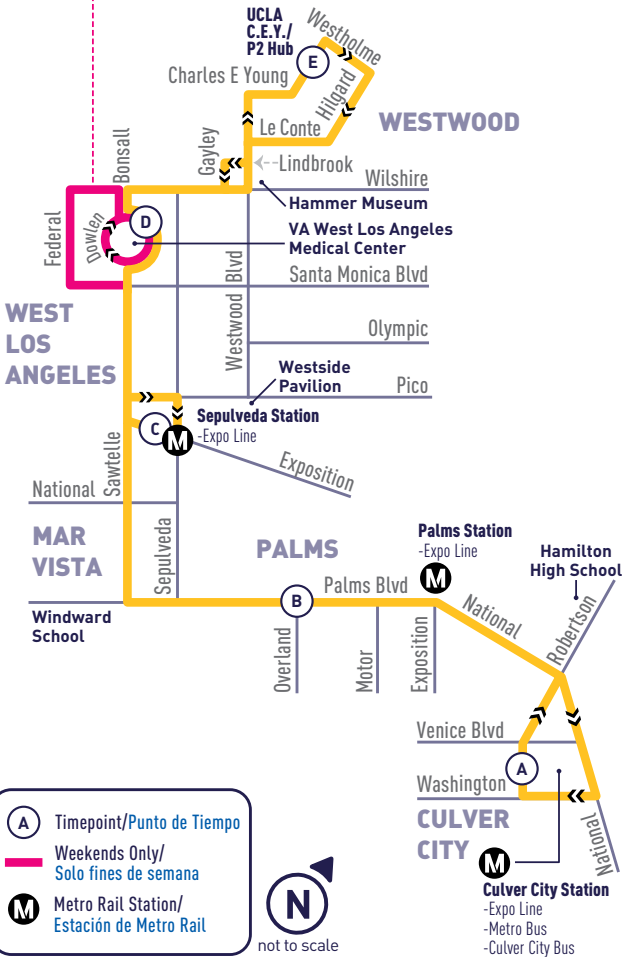 UCLA
C.E.Y./
P2 Hub
E
Westholme
Charles E Young
Hilgard
WESTWOOD
Le Conte
Gayley
Lindbrook
Bonsall
Wilshire
Hammer Museum
D
Federal
Dowlen
VA West Los Angeles
Medical Center
Santa Monica Blvd
WEST
LOS
ANGELES
Westwood Blvd
Olympic
Westside
Pavilion
Pico
C
M
Sepulveda Station
-Expo Line
Exposition
Sawtelle
National
MAR
VISTA
Sepulveda
PALMS
Palms Station
-Expo Line
M
Hamilton
High School
B
Palms Blvd
National
Robertson
Windward
School
Overland
Motor
Exposition
Venice Blvd
A
Washington
CULVER
CITY
National
M
Culver City Station
-Expo Line
-Metro Bus
-Culver City Bus
A
Timepoint/Punto de Tiempo
Weekends Only/
Solo fines de semana
M
Metro Rail Station/
Estación de Metro Rail
N
not to scale